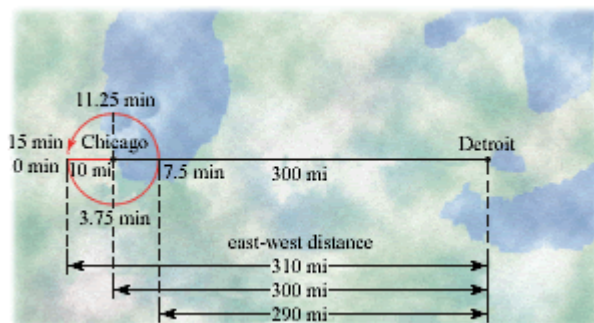 11.25 min
15 min
Chicago
Detroit
0 min
10 mi
7.5 min
300 mi
3.75 min
east-west distance
310 mi
300 mi
290 mi